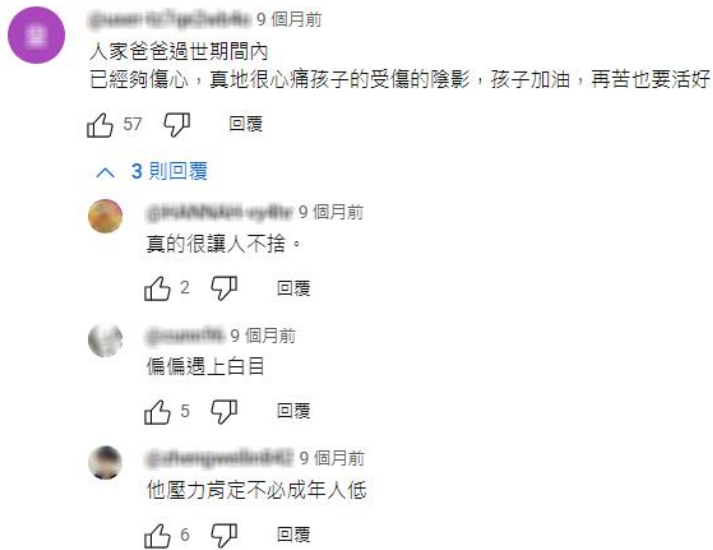 9 個月前
人家爸爸過世期間內
已經夠傷心，真地很心痛孩子的受傷的陰影，孩子加油，再苦也要活好
57 回覆
3 則回覆
9 個月前
真的很讓人不捨。
2 回覆
9 個月前
偏偏遇上白目
5 回覆
9 個月前
他壓力肯定不必成年人低
6 回覆